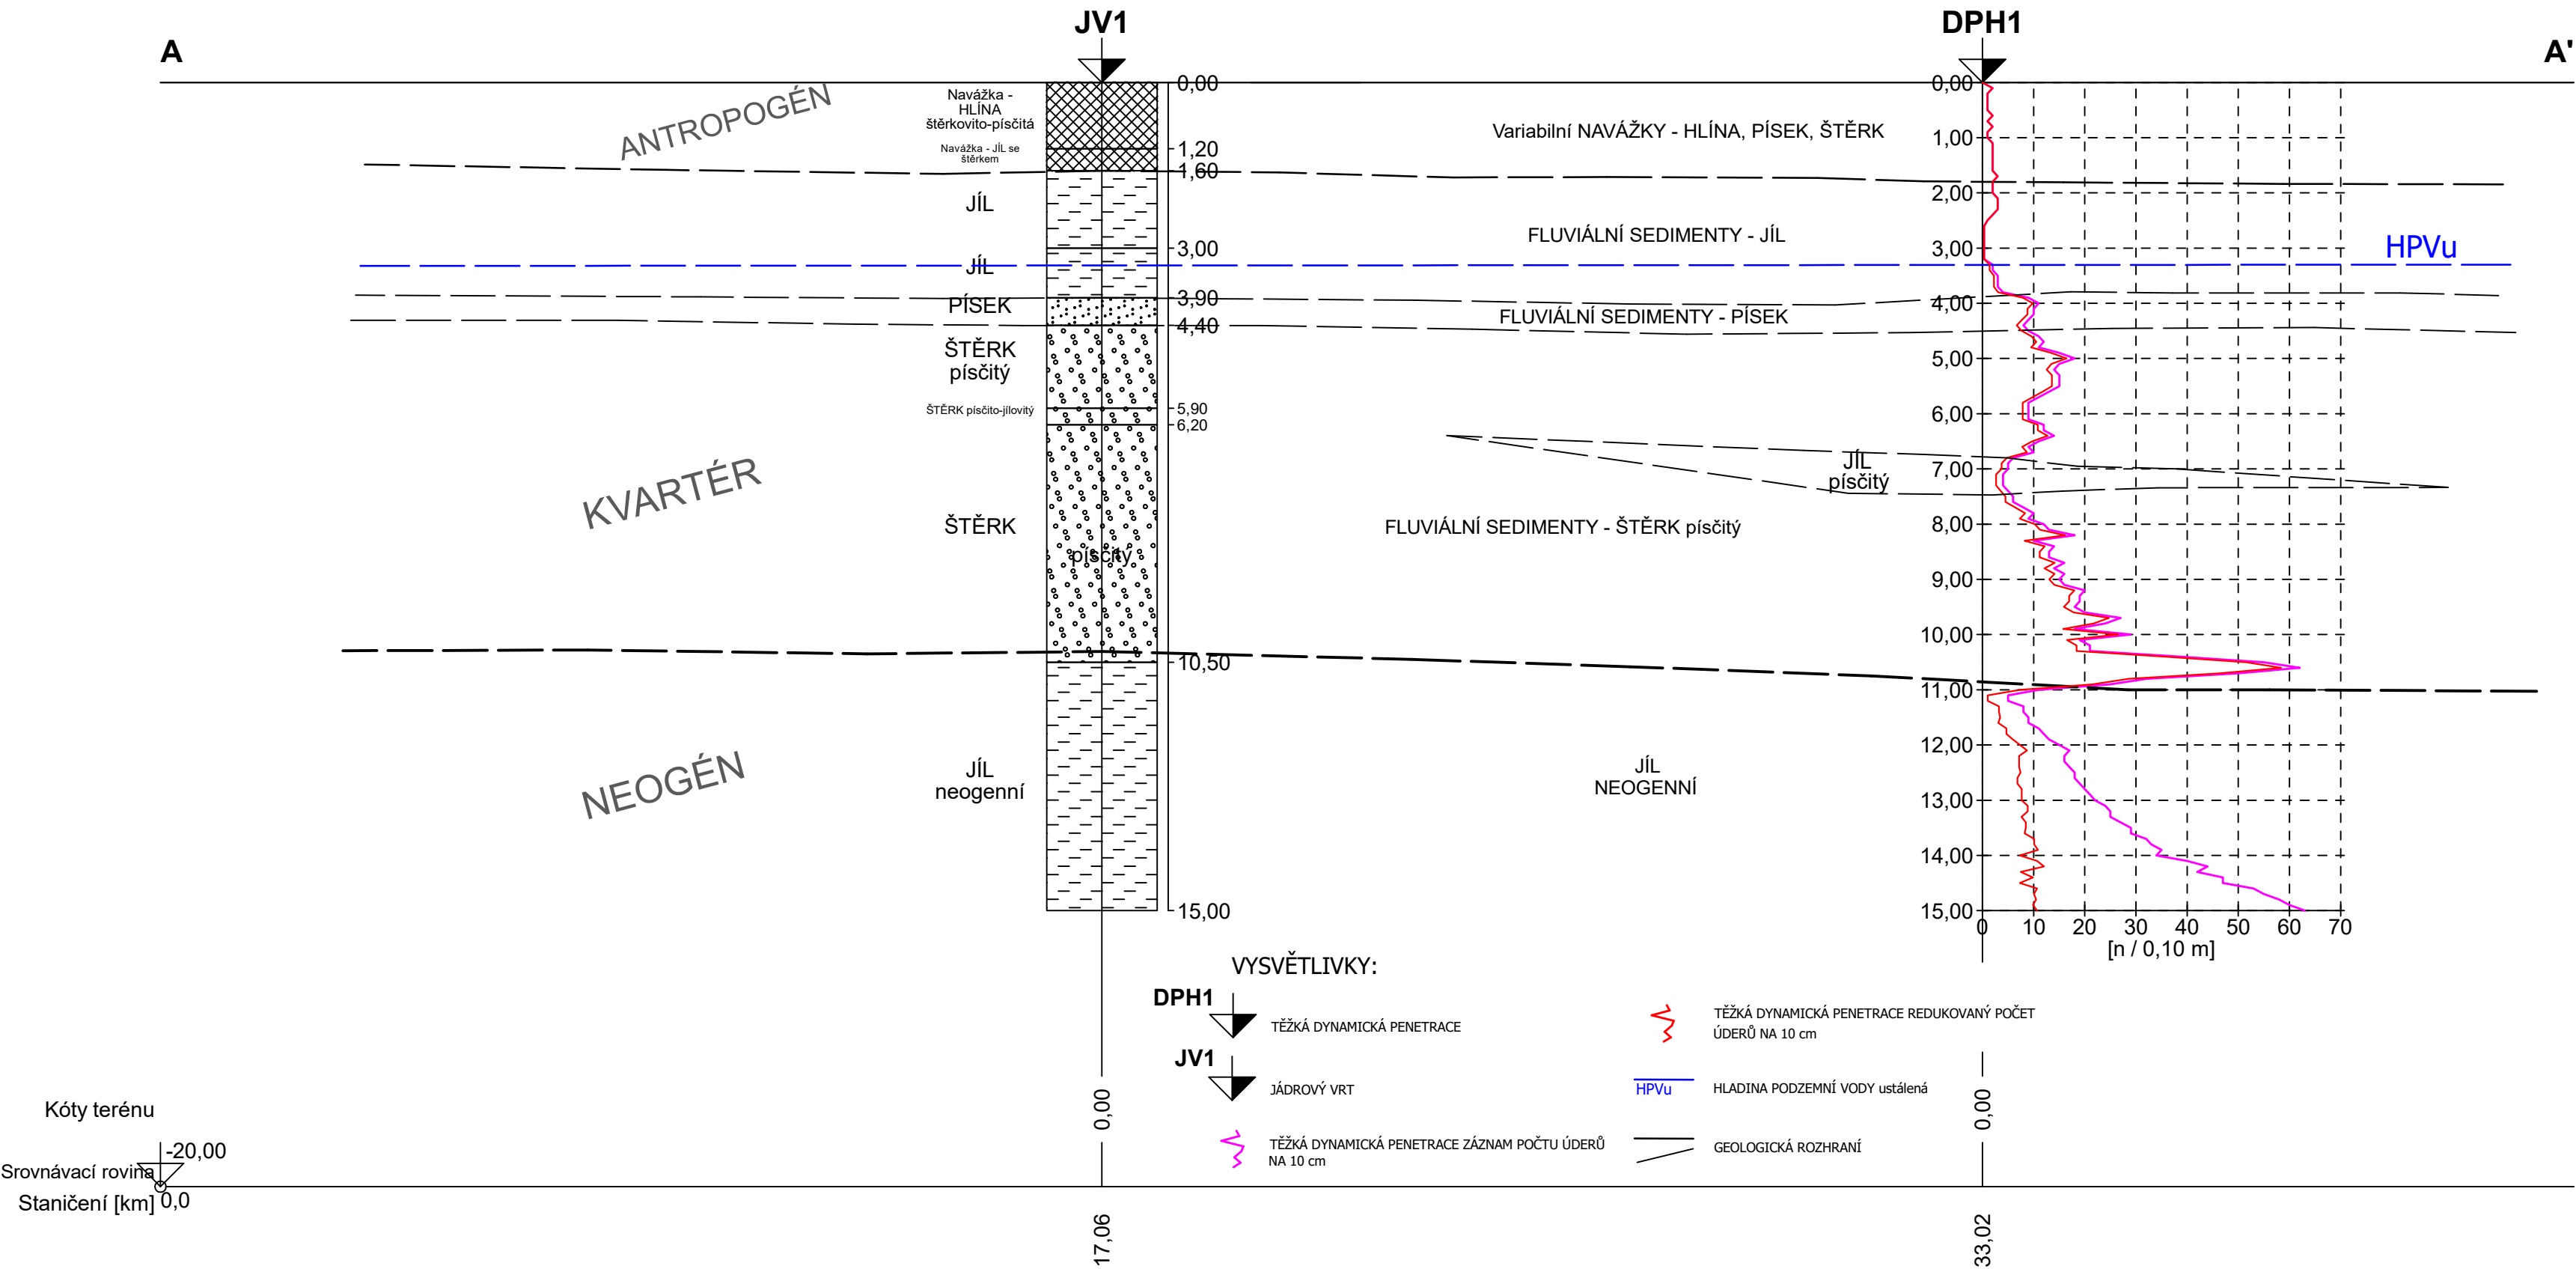 JV1
DPH1
A
A'
0,00
0,00
Navážka -
HLÍNA
štěrkovito-písčitá
ANTROPOGÉN
Variabilní NAVÁŽKY - HLÍNA, PÍSEK, ŠTĚRK
1,00
Navážka - JÍL se
štěrkem
1,20
1,60
JÍL
2,00
FLUVIÁLNÍ SEDIMENTY - JÍL
3,00
3,00
HPVu
JÍL
PÍSEK
3,90
4,00
FLUVIÁLNÍ SEDIMENTY - PÍSEK
4,40
ŠTĚRK
písčitý
5,00
ŠTĚRK písčito-jílovitý
5,90
6,00
6,20
JÍL
písčitý
7,00
KVARTÉR
ŠTĚRK
písčitý
FLUVIÁLNÍ SEDIMENTY - ŠTĚRK písčitý
8,00
9,00
10,00
10,50
11,00
12,00
NEOGÉN
JÍL
neogenní
JÍL
NEOGENNÍ
13,00
14,00
15,00
15,00
0 10 20 30 40 50 60 70
[n / 0,10 m]
VYSVĚTLIVKY:
DPH1
TĚŽKÁ DYNAMICKÁ PENETRACE
TĚŽKÁ DYNAMICKÁ PENETRACE REDUKOVANÝ POČET
ÚDERŮ NA 10 cm
JV1
JÁDROVÝ VRT
HPVu
HLADINA PODZEMNÍ VODY ustálená
TĚŽKÁ DYNAMICKÁ PENETRACE ZÁZNAM POČTU ÚDERŮ
NA 10 cm
GEOLOGICKÁ ROZHRANÍ
Kóty terénu
0,00
0,00
-20,00
Srovnávací rovina
Staničení [km]
0,0
17,06
33,02